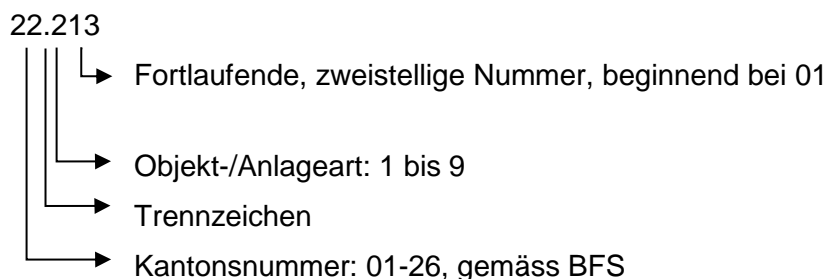 22.213
Fortlaufende, zweistellige Nummer, beginnend bei 01
Objekt-/Anlageart: 1 bis 9
Trennzeichen
Kantonsnummer: 01-26, gemäss BFS